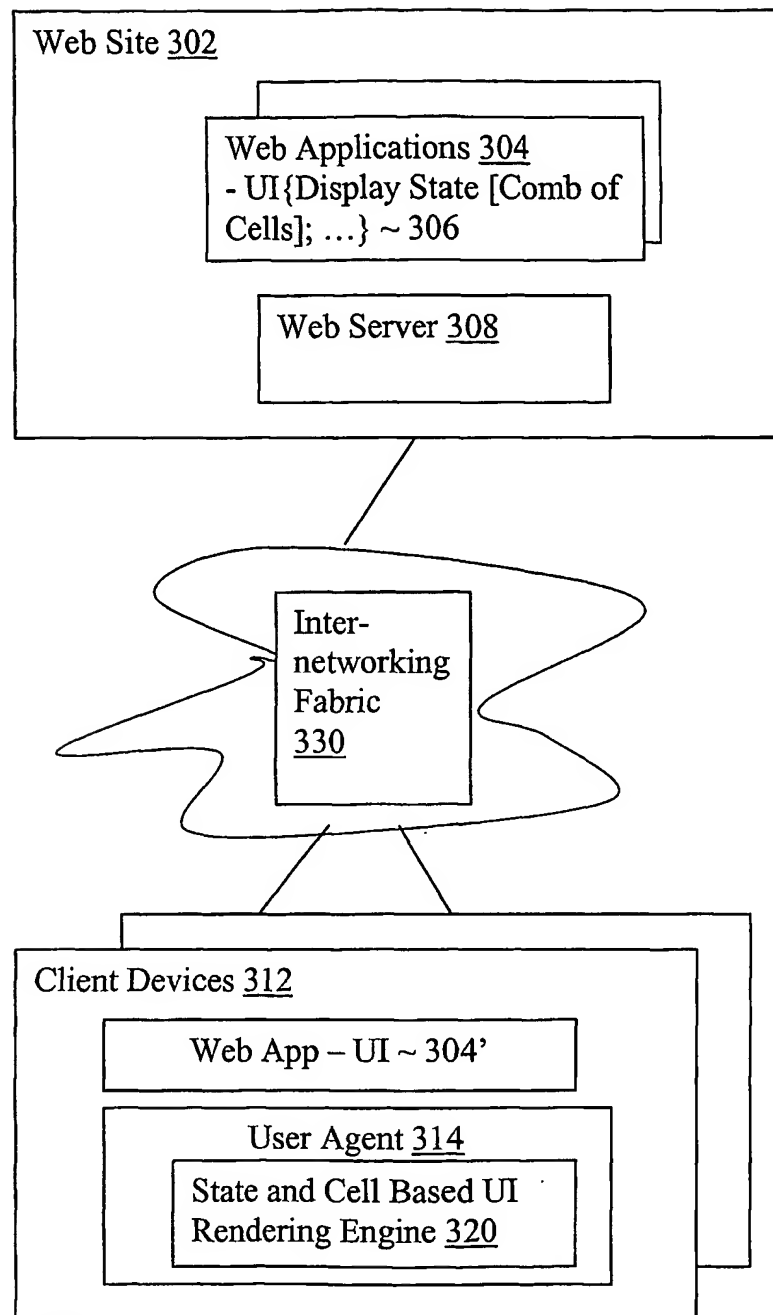 Web Site 302
Web Applications 304
- UI{Display State [Comb of
Cells]; ...} ~ 306
Web Server 308
Inter-
networking
Fabric
330
Client Devices 312
Web App – UI ~ 304’
User Agent 314
State and Cell Based UI
Rendering Engine 320